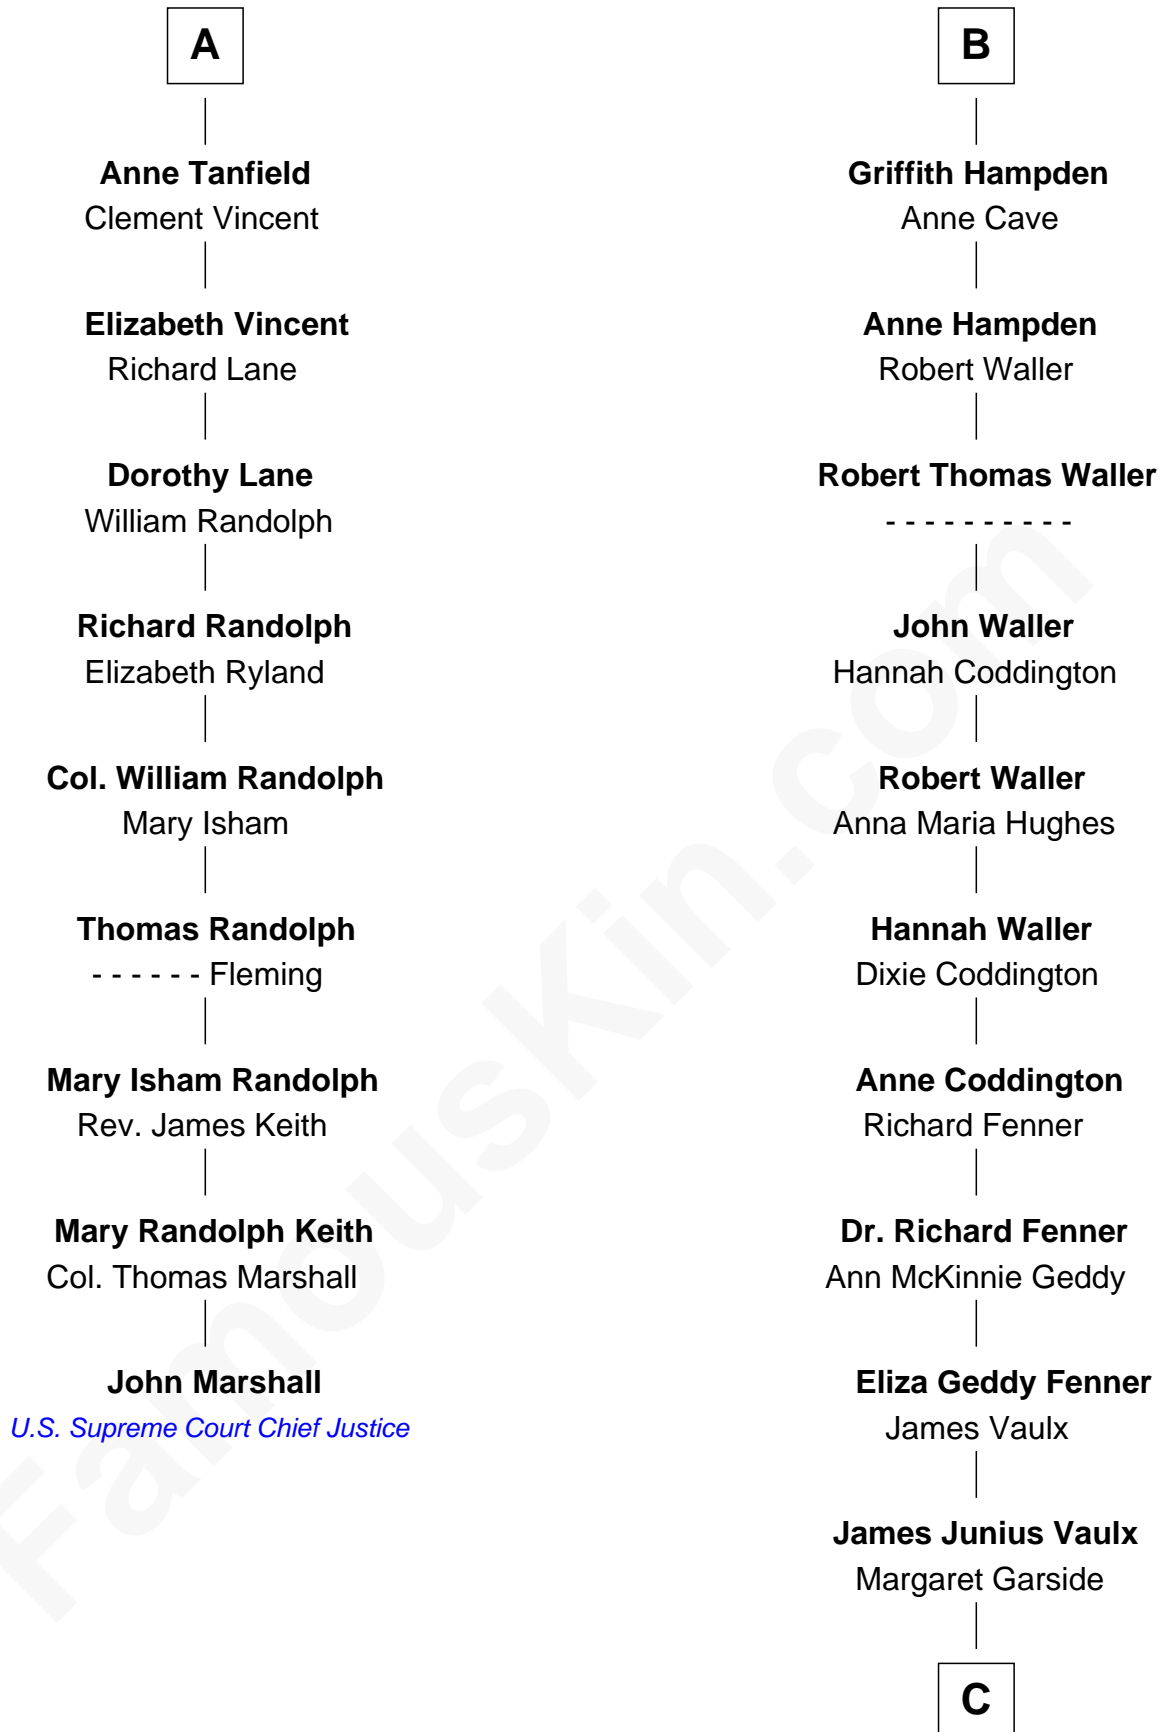 A
Anne Tanfield
Clement Vincent
Elizabeth Vincent
Richard Lane
Dorothy Lane
William Randolph
Richard Randolph
Elizabeth Ryland
Col. William Randolph
Mary Isham
Thomas Randolph
- - - - - - Fleming
Mary Isham Randolph
Rev. James Keith
Mary Randolph Keith
Col. Thomas Marshall
John Marshall
U.S. Supreme Court Chief Justice
B
Griffith Hampden
Anne Cave
Anne Hampden
Robert Waller
Robert Thomas Waller
- - - - - - - - - -
John Waller
Hannah Coddington
Robert Waller
Anna Maria Hughes
Hannah Waller
Dixie Coddington
Anne Coddington
Richard Fenner
Dr. Richard Fenner
Ann McKinnie Geddy
Eliza Geddy Fenner
James Vaulx
James Junius Vaulx
Margaret Garside
C
FamousKin.com